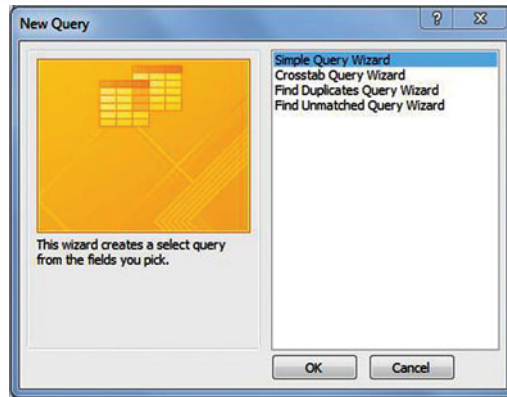 New Query
?
Simple Query Wizard
Crosstab Query Wizard
Find Duplicates Query Wizard
Find Unmatched Query Wizard
This wizard creates a select query
from the fields you pick.
OK
Cancel